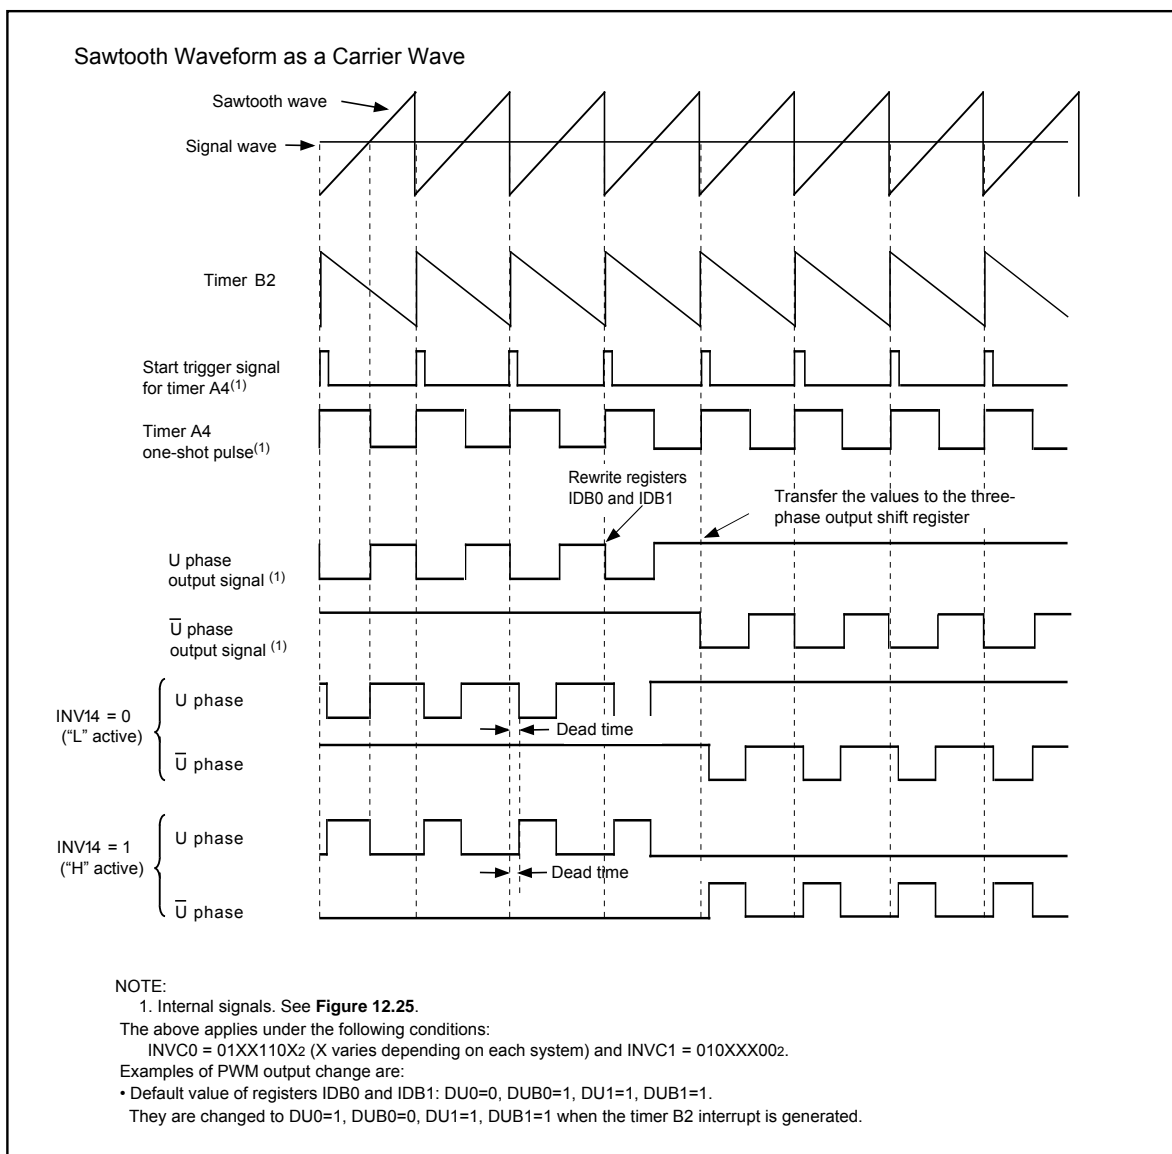 Sawtooth Waveform as a Carrier Wave
Sawtooth wave
Signal wave
Timer B2
Start trigger signal
for timer A4(1)
Timer A4
one-shot pulse(1)
Rewrite registers
IDB0 and IDB1
Transfer the values to the three-
phase output shift register
U phase
output signal (1)
U̅ phase
output signal (1)
INV14 = 0
("L" active)
U phase
Dead time
U̅ phase
INV14 = 1
("H" active)
U phase
Dead time
U̅ phase
NOTE:
1. Internal signals. See Figure 12.25.
The above applies under the following conditions:
INVC0 = 01XX110X2 (X varies depending on each system) and INVC1 = 010XXX002.
Examples of PWM output change are:
• Default value of registers IDB0 and IDB1: DU0=0, DUB0=1, DU1=1, DUB1=1.
They are changed to DU0=1, DUB0=0, DU1=1, DUB1=1 when the timer B2 interrupt is generated.